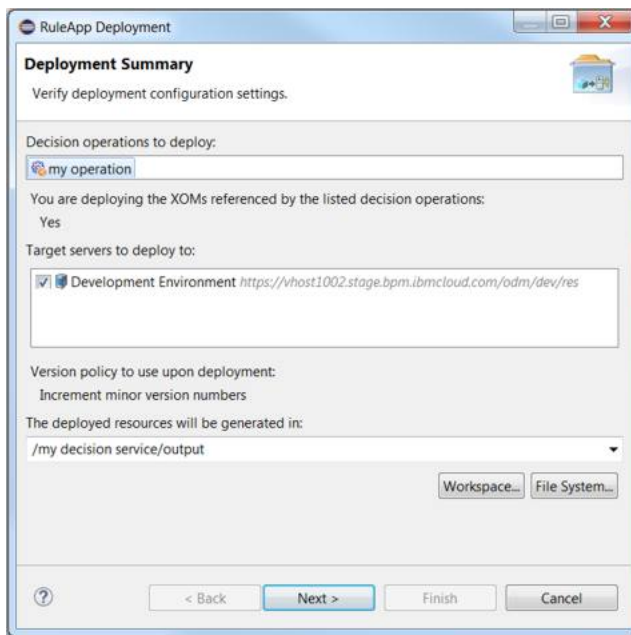 RuleApp Deployment
Deployment Summary
Verify deployment configuration settings.
Decision operations to deploy:
my operation
You are deploying the XOMs referenced by the listed decision operations:
Yes
Target servers to deploy to:
Development Environment https://vhost1002.stage.bpm.ibmcloud.com/odm/dev/res
Version policy to use upon deployment:
Increment minor version numbers
The deployed resources will be generated in:
/my decision service/output
Workspace... File System...
< Back Next > Finish Cancel